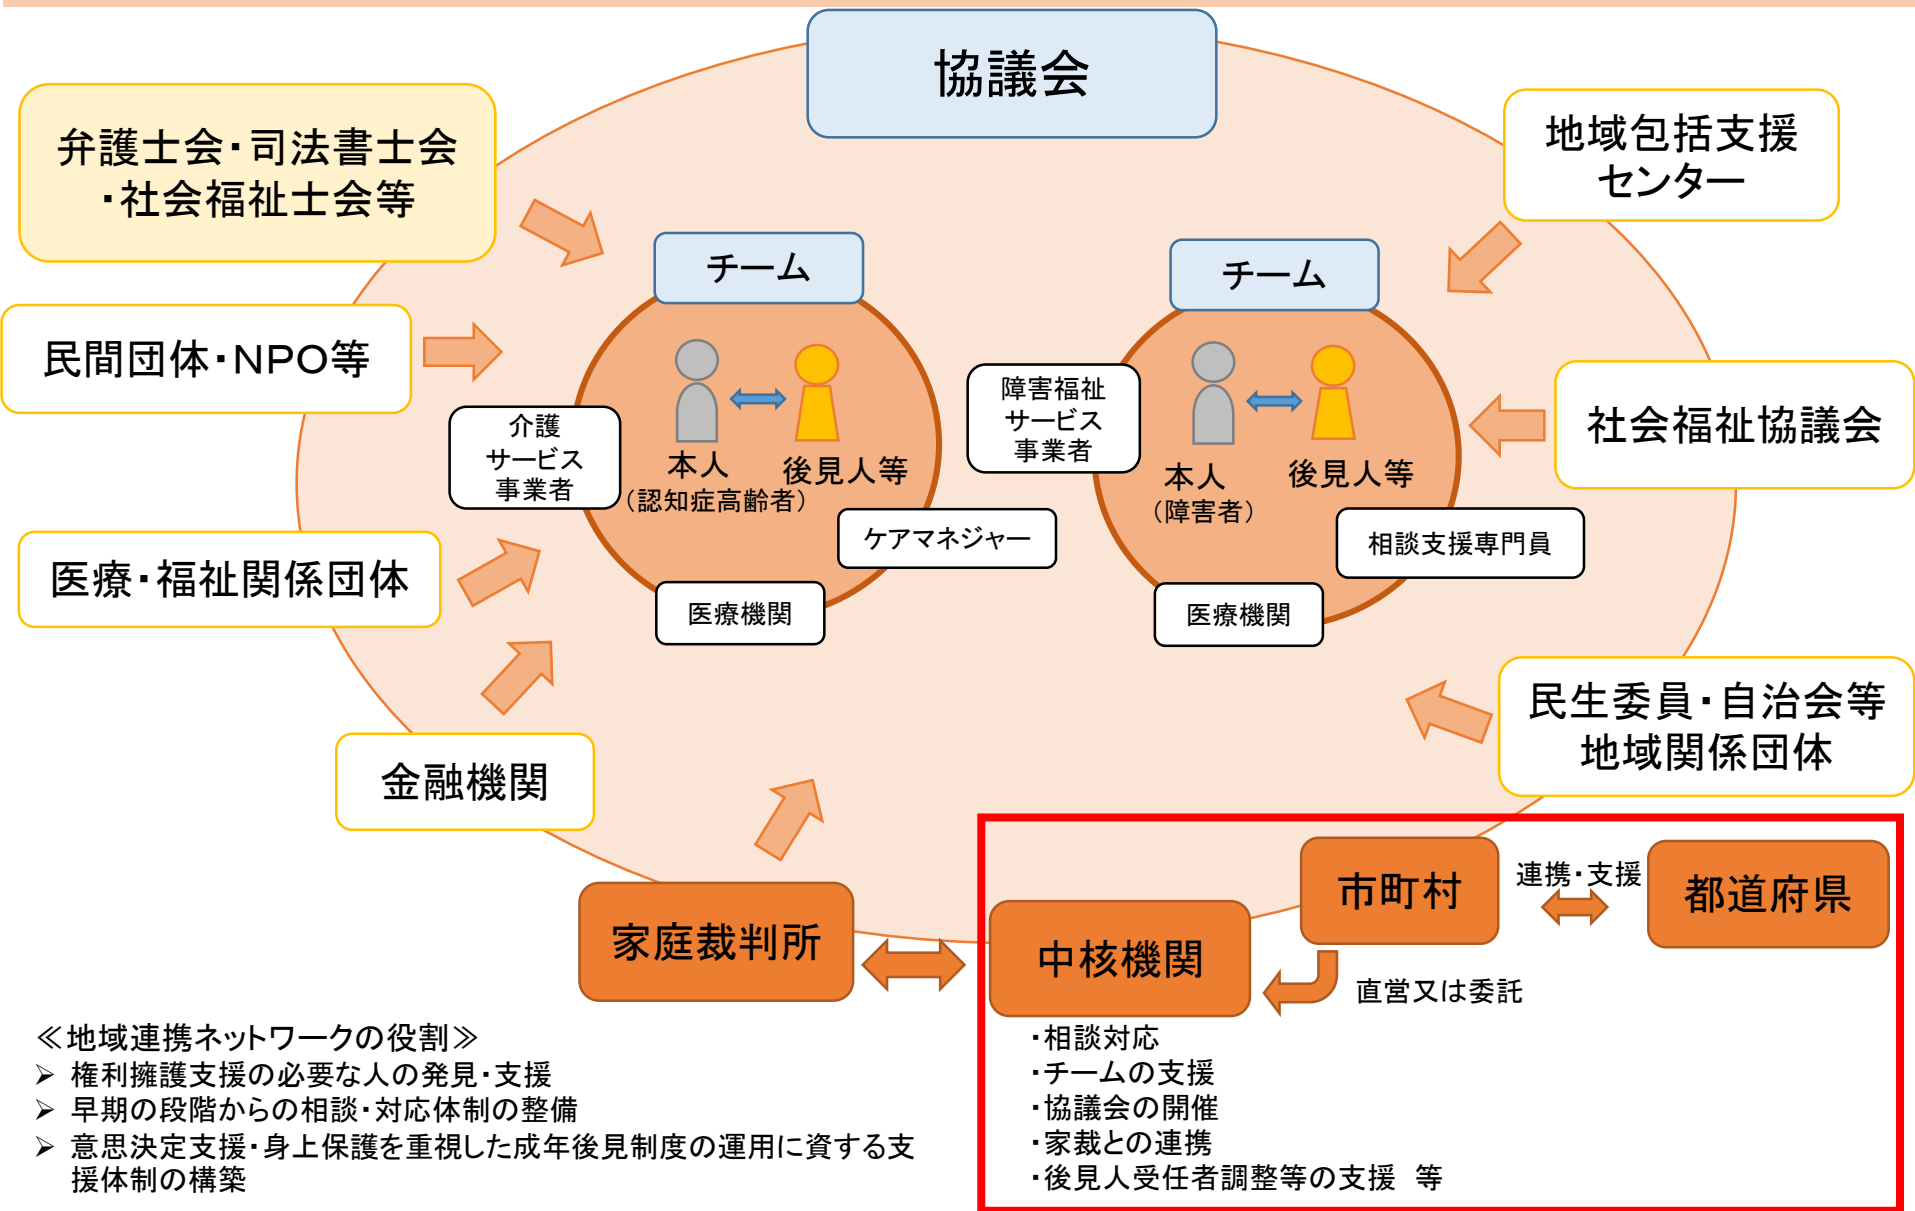 協議会
弁護士会・司法書士会
・社会福祉士会等
地域包括支援
センター
民間団体・NPO等
社会福祉協議会
医療・福祉関係団体
金融機関
民生委員・自治会等
地域関係団体
チーム
本人
(認知症高齢者)
後見人等
介護
サービス
事業者
ケアマネジャー
医療機関
チーム
障害福祉
サービス
事業者
本人
(障害者)
後見人等
相談支援専門員
医療機関
家庭裁判所
中核機関
市町村
連携・支援
都道府県
直営又は委託
・相談対応
・チームの支援
・協議会の開催
・家裁との連携
・後見人受任者調整等の支援 等
≪地域連携ネットワークの役割≫
➢ 権利擁護支援の必要な人の発見・支援
➢ 早期の段階からの相談・対応体制の整備
➢ 意思決定支援・身上保護を重視した成年後見制度の運用に資する支
援体制の構築